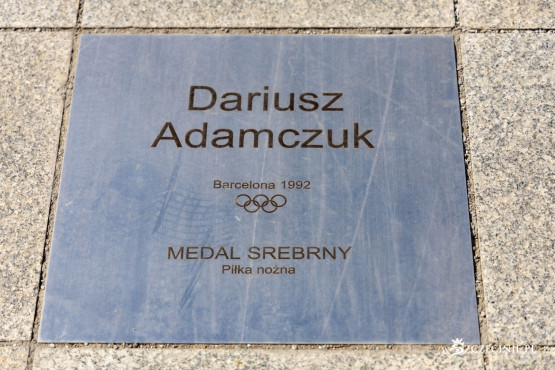 Dariusz
Adamczuk
Barcelona 1992
MEDAL SREBRNY
Piłka nożna